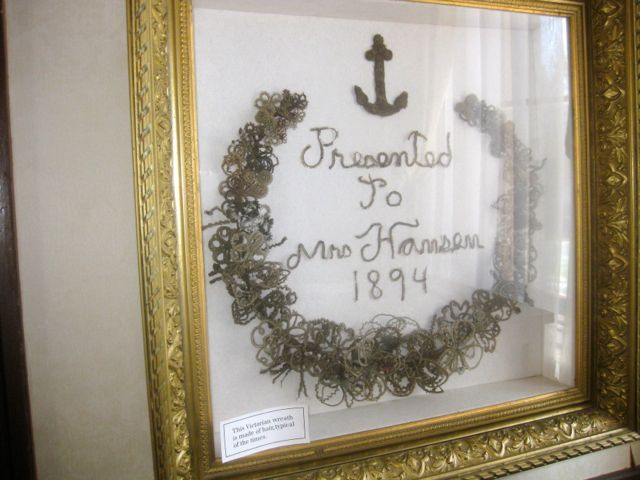 Presented
To
Mrs Hansen
1894
This Victorian wreath
is made of hair, typical
of the times.